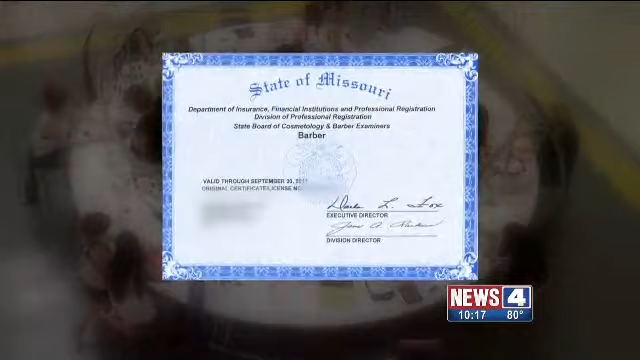 State of Missouri
Department of Insurance, Financial Institutions and Professional Registration
Division of Professional Registration
State Board of Cosmetology & Barber Examiners
Barber
VALID THROUGH SEPTEMBER 30,
ORIGINAL CERTIFICATE/LICENSE NO
EXECUTIVE DIRECTOR
DIVISION DIRECTOR
NEWS 4
10:17 80°